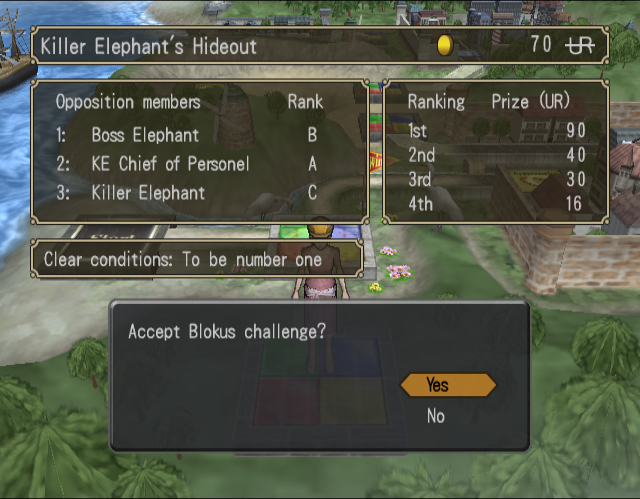 Killer Elephant's Hideout 70 UR
Opposition members Rank
1: Boss Elephant B
2: KE Chief of Personel A
3: Killer Elephant C
Ranking Prize (UR)
1st 90
2nd 40
3rd 30
4th 16
Clear conditions: To be number one
Accept Blokus challenge?
Yes
No